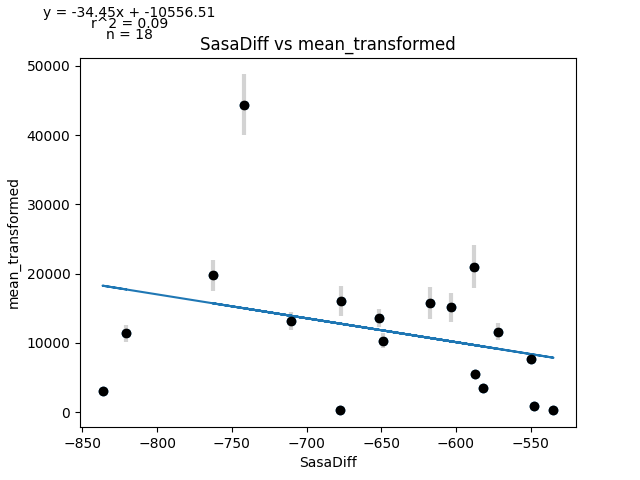 y = -34.45x + -10556.51
r^2 = 0.09
n = 18
SasaDiff vs mean_transformed
50000
40000
30000
20000
10000
0
mean_transformed
−850 −800 −750 −700 −650 −600 −550
SasaDiff